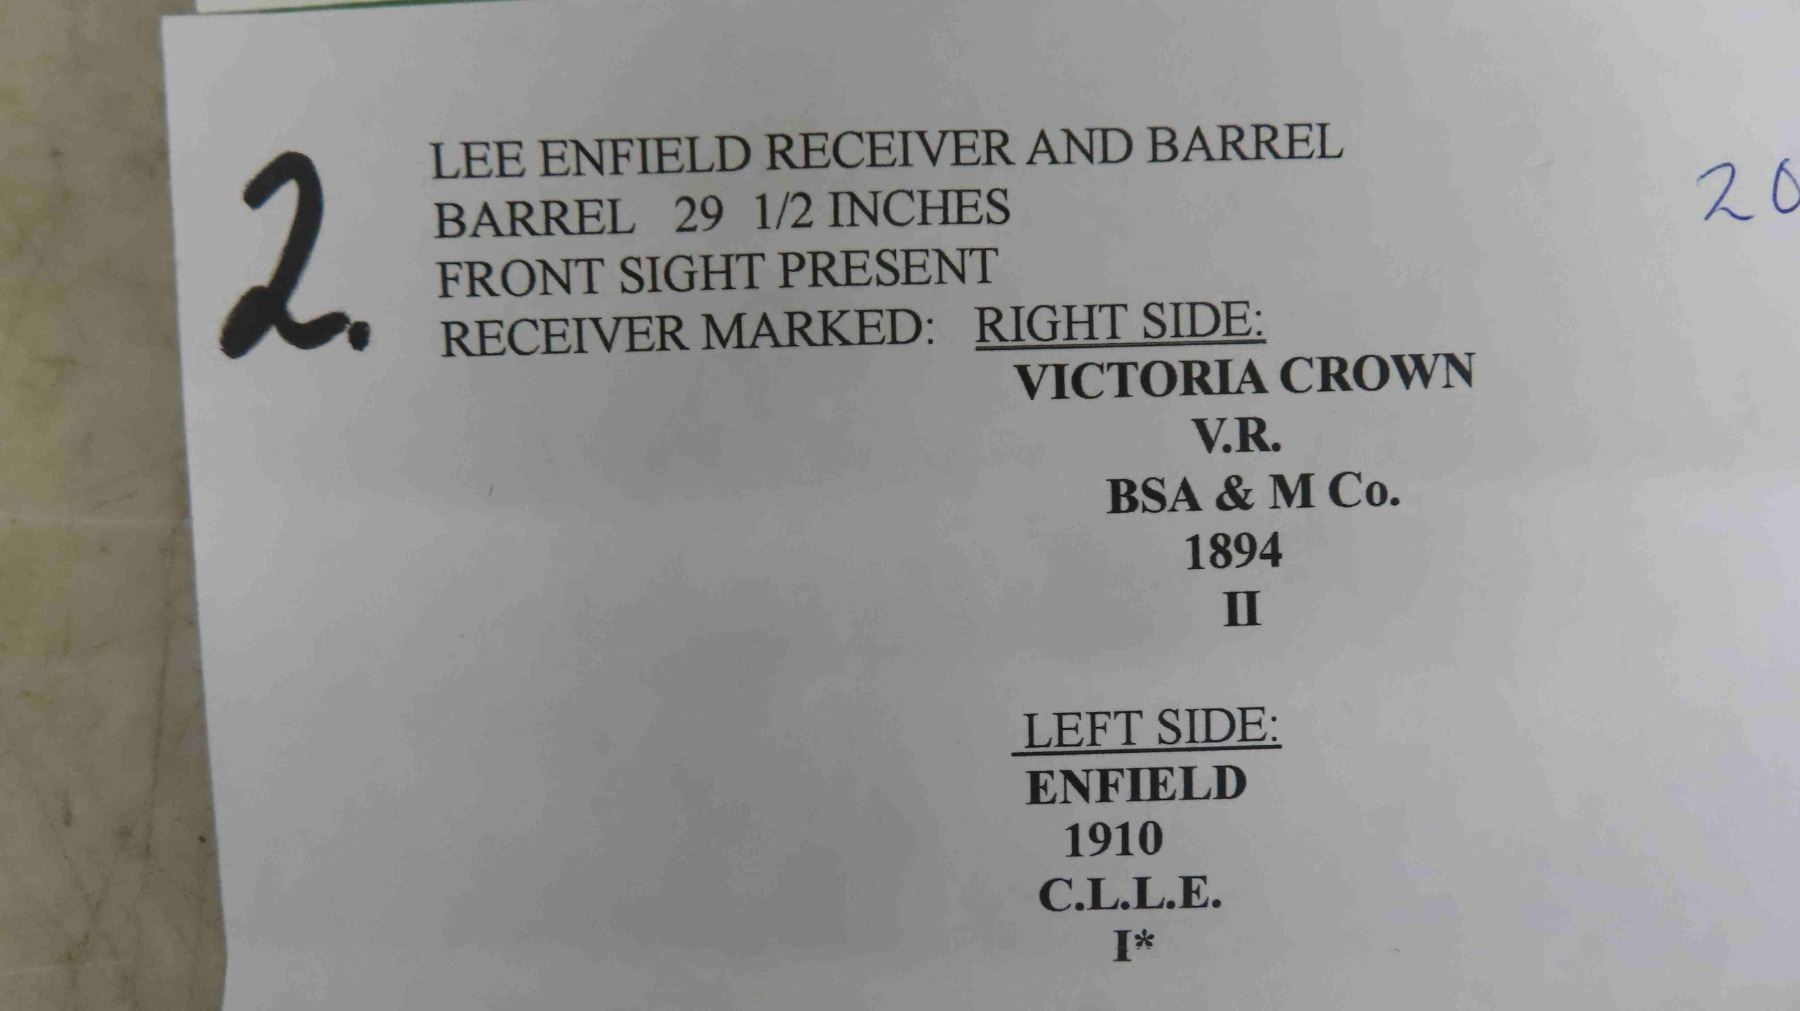 2.
LEE ENFIELD RECEIVER AND BARREL
BARREL 29 1/2 INCHES
FRONT SIGHT PRESENT
RECEIVER MARKED: RIGHT SIDE:
VICTORIA CROWN
V.R.
BSA & M Co.
1894
II
LEFT SIDE:
ENFIELD
1910
C.L.L.E.
I*
20